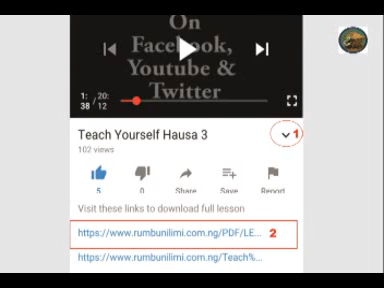 On
Facebook,
Youtube &
Twitter
1:38 / 20:12
Teach Yourself Hausa 3
1
102 views
5
0
Share
Save
Report
Visit these links to download full lesson
https://www.rumbunilimi.com.ng/PDF/LE...
2
https://www.rumbunilimi.com.ng/Teach%...